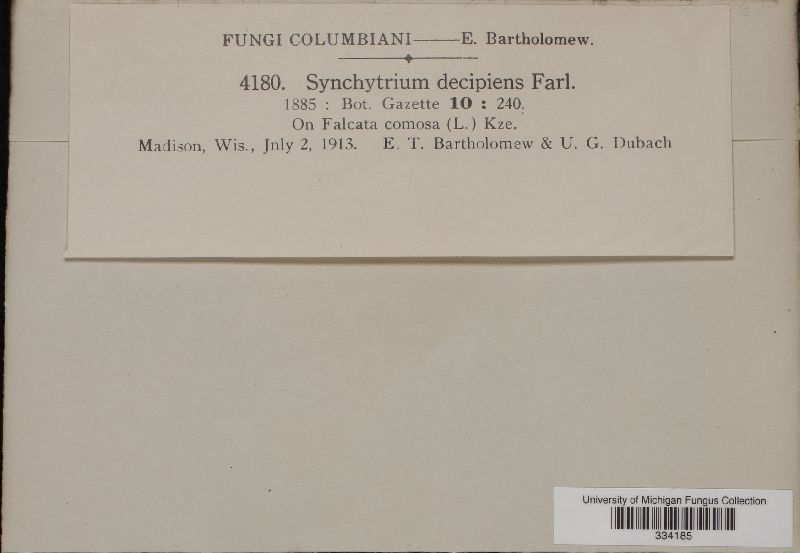 FUNGI COLUMBIANI——E. Bartholomew.
4180. Synchytrium decipiens Farl.
1885 : Bot. Gazette 10 : 240.
On Falcata comosa (L.) Kze.
Madison, Wis., Jnly 2, 1913. E. T. Bartholomew & U. G. Dubach
University of Michigan Fungus Collection
334185